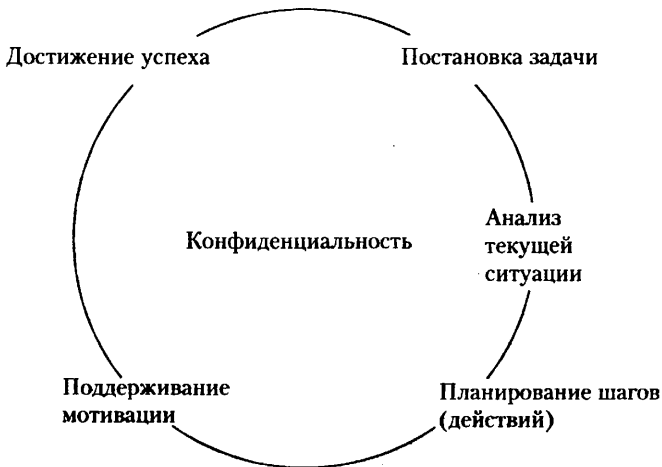 Достижение успеха
Постановка задачи
Конфиденциальность
Анализ
текущей
ситуации
Поддерживание
мотивации
Планирование шагов
(действий)